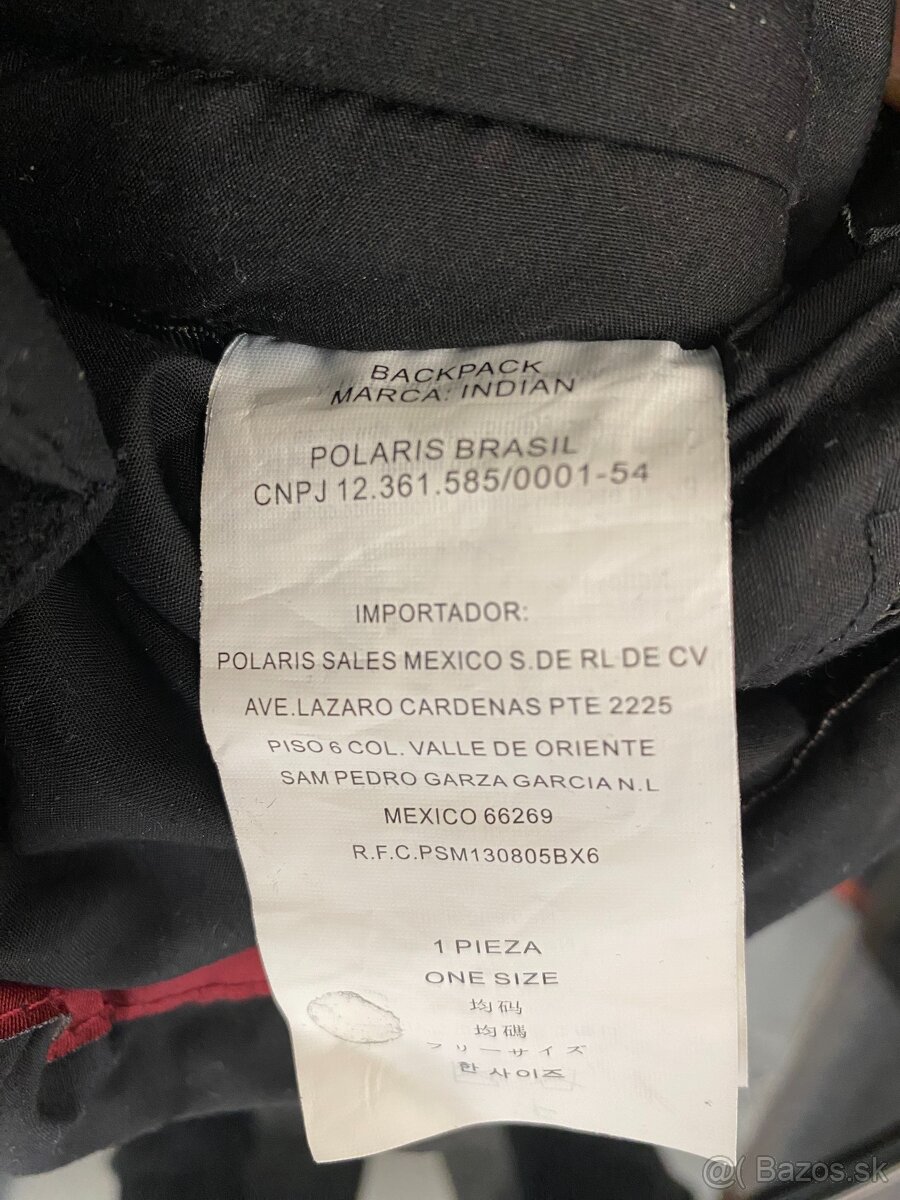 BACKPACK
MARCA: INDIAN
POLARIS BRASIL
CNPJ 12.361.585/0001-54
IMPORTADOR:
POLARIS SALES MEXICO S.DE RL DE CV
AVE.LAZARO CARDENAS PTE 2225
PISO 6 COL. VALLE DE ORIENTE
SAM PEDRO GARZA GARCIA N.L
MEXICO 66269
R.F.C.PSM130805BX6
1 PIEZA
ONE SIZE
均码
均碼
フリーサイズ
한 사이즈
@( Bazos.sk